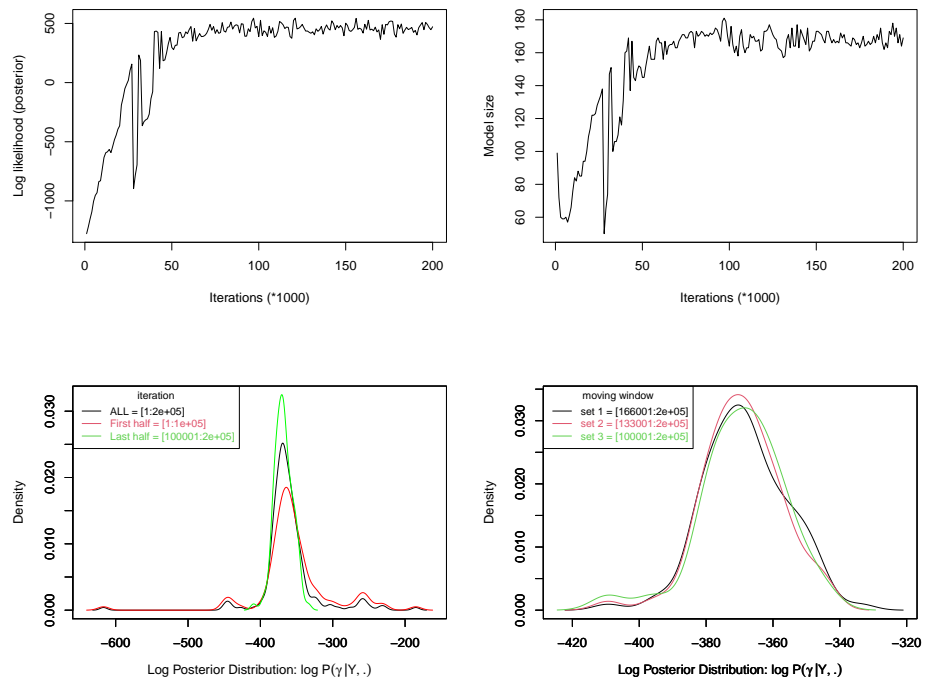 Log likelihood (posterior)
500
0
−500
−1000
0
50
100
150
200
Iterations (*1000)
Model size
180
160
140
120
100
80
60
0
50
100
150
200
Iterations (*1000)
iteration
ALL = [1:2e+05]
First half = [1:1e+05]
Last half = [100001:2e+05]
Density
0.030
0.020
0.010
0.000
−600
−500
−400
−300
−200
Log Posterior Distribution: log P(γ|Y, .)
moving window
set 1 = [166001:2e+05]
set 2 = [133001:2e+05]
set 3 = [100001:2e+05]
Density
0.030
0.020
0.010
0.000
−420
−400
−380
−360
−340
−320
Log Posterior Distribution: log P(γ|Y, .)